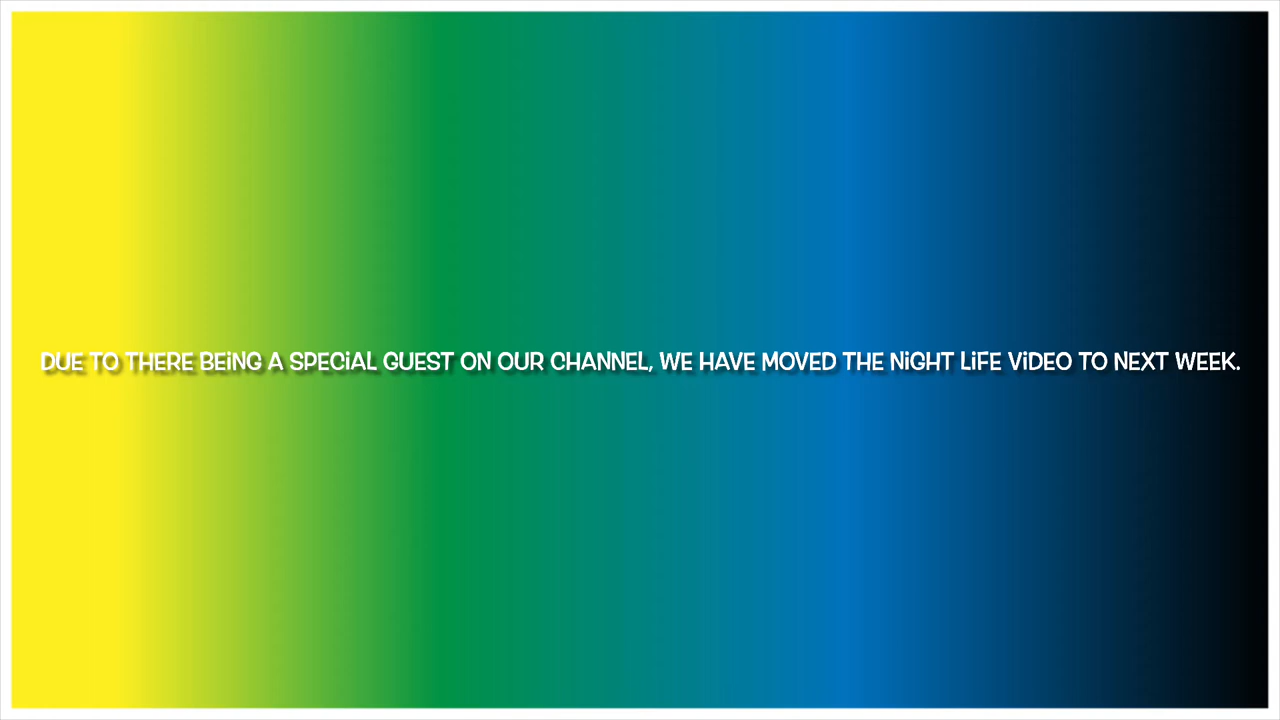 DUE TO THERE BEiNG A SPECiAL GUEST ON OUR CHANNEL, WE HAVE MOVED THE NiGHT LiFE ViDEO TO NEXT WEEK.